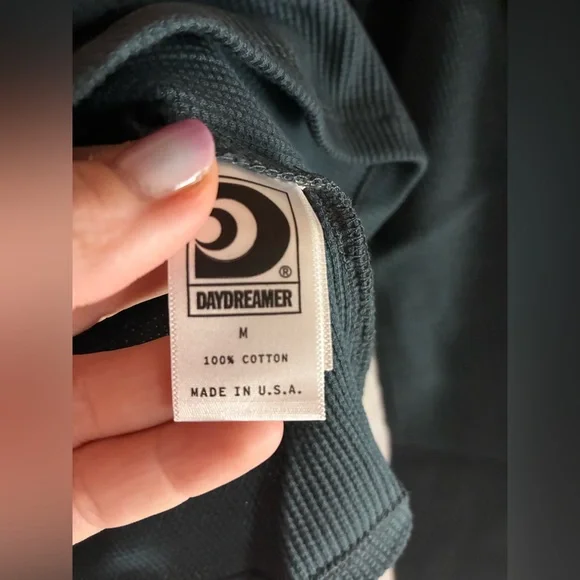 ®
DAYDREAMER
M
100% COTTON
MADE IN U.S.A.